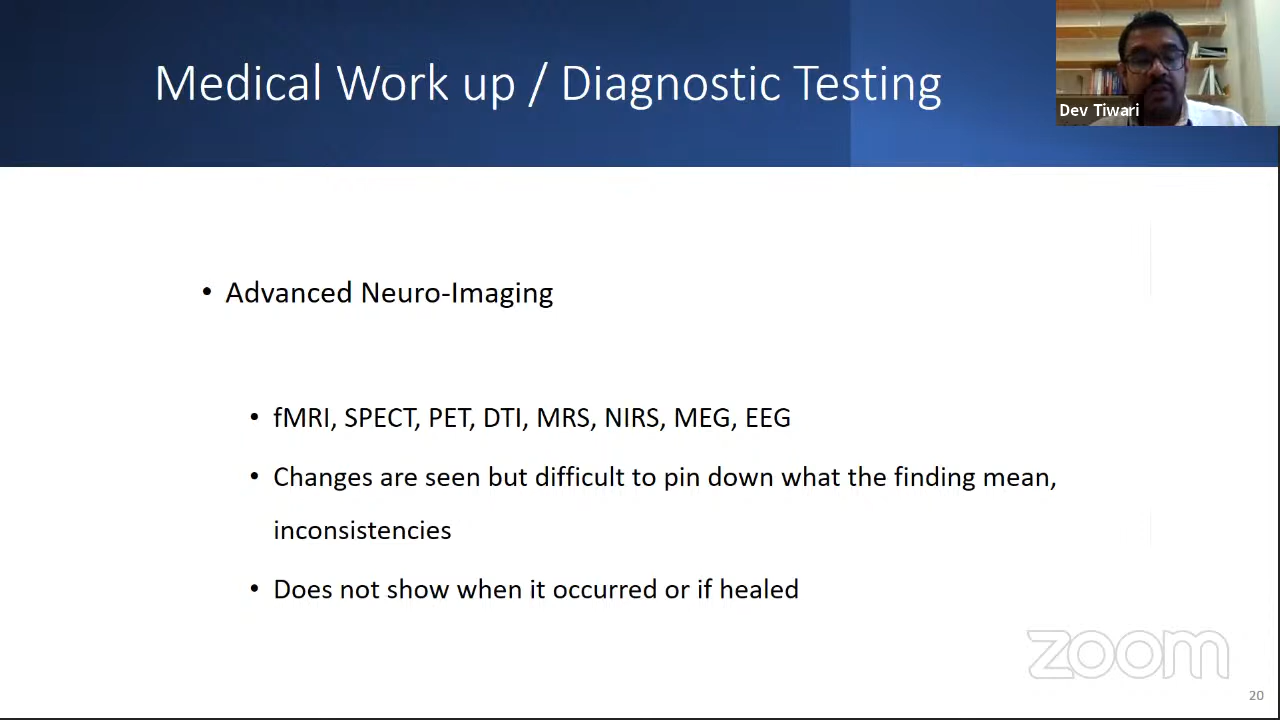 Medical Work up / Diagnostic Testing
Dev Tiwari
• Advanced Neuro-Imaging
• fMRI, SPECT, PET, DTI, MRS, NIRS, MEG, EEG
• Changes are seen but difficult to pin down what the finding mean,
inconsistencies
• Does not show when it occurred or if healed
zoom
20